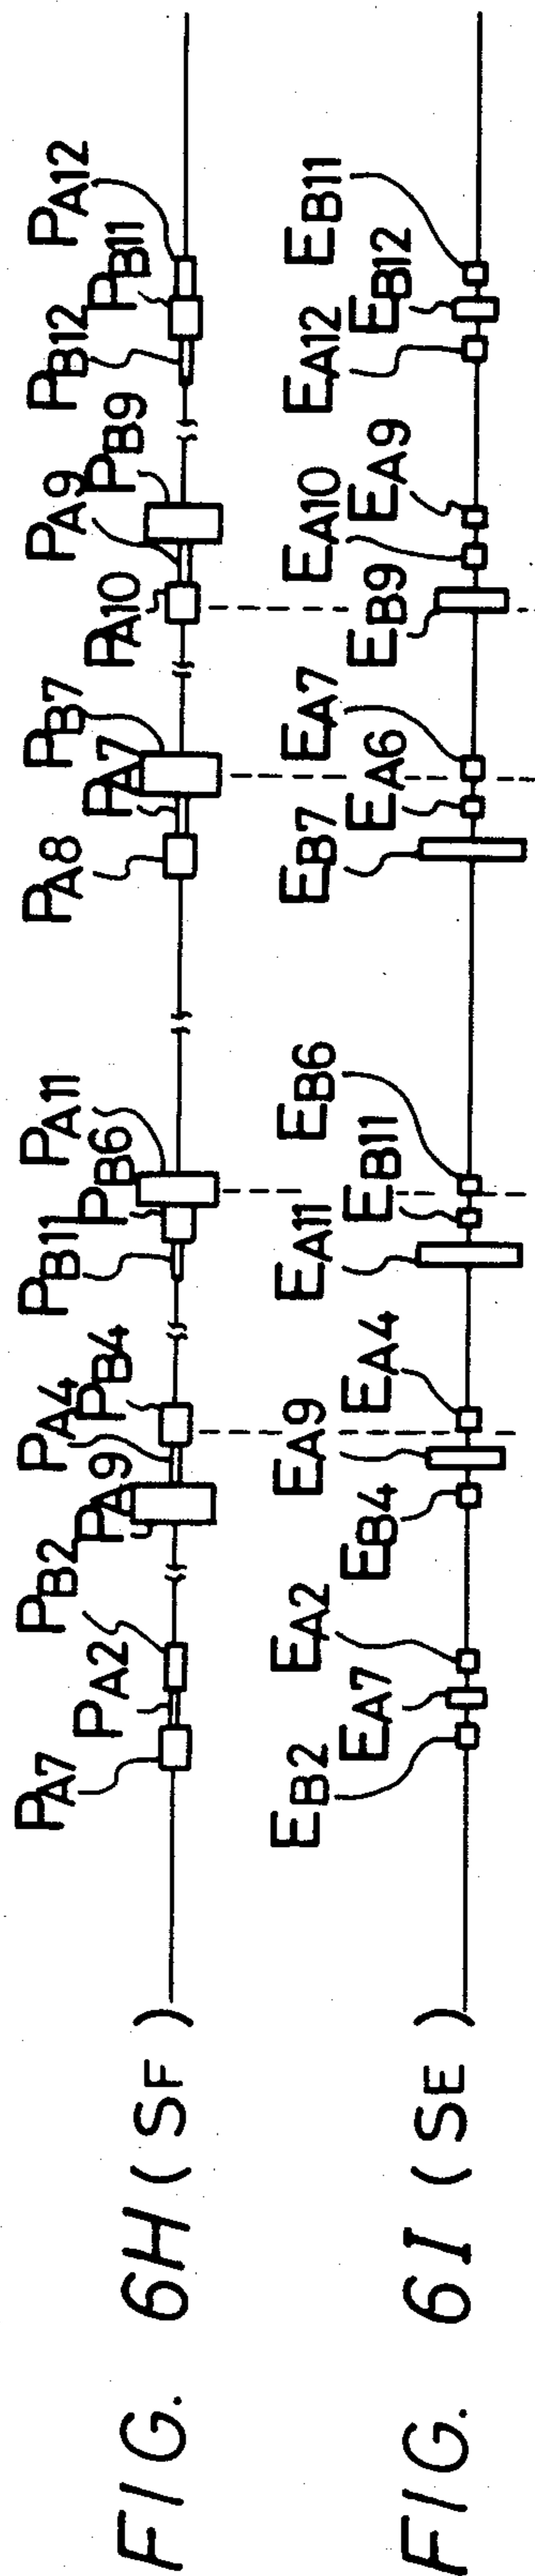 FIG. 6H (SF)
PA7
PA2
PB2
PA9
PA4
PB4
PB11
PB6
PA11
PA8
PA7
PB7
PA10
PA9
PB9
PB12
PB11
PA12
FIG. 6I (SE)
EB2
EA7
EA2
EB4
EA9
EA4
EA11
EB11
EB6
EB7
EA6
EA7
EB9
EA10
EA9
EA12
EB12
EB11